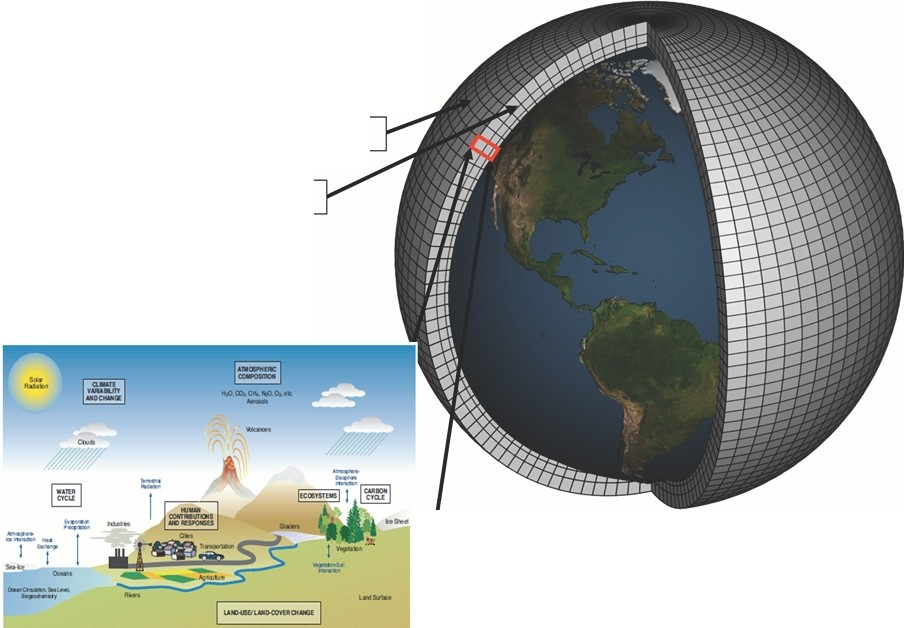 Solar
Radiation
CLIMATE
VARIABILITY
AND CHANGE
ATMOSPHERIC
COMPOSITION
H₂O, CO₂, CH₄, N₂O, O₃, etc
Aerosols
Clouds
Volcanoes
Atmosphere-
Biosphere
Interaction
Terrestrial
Radiation
WATER
CYCLE
ECOSYSTEMS
CARBON
CYCLE
HUMAN
CONTRIBUTIONS
AND RESPONSES
Evaporation
Precipitation
Industries
Glaciers
Ice Sheet
Atmosphere-
Ice Interaction
Heat
Exchange
Cities
Transportation
Vegetation
Sea-Ice
Oceans
Vegetation-Soil
Interaction
Agriculture
Ocean Circulation, Sea Level,
Biogeochemistry
Rivers
Land Surface
LAND-USE/ LAND-COVER CHANGE